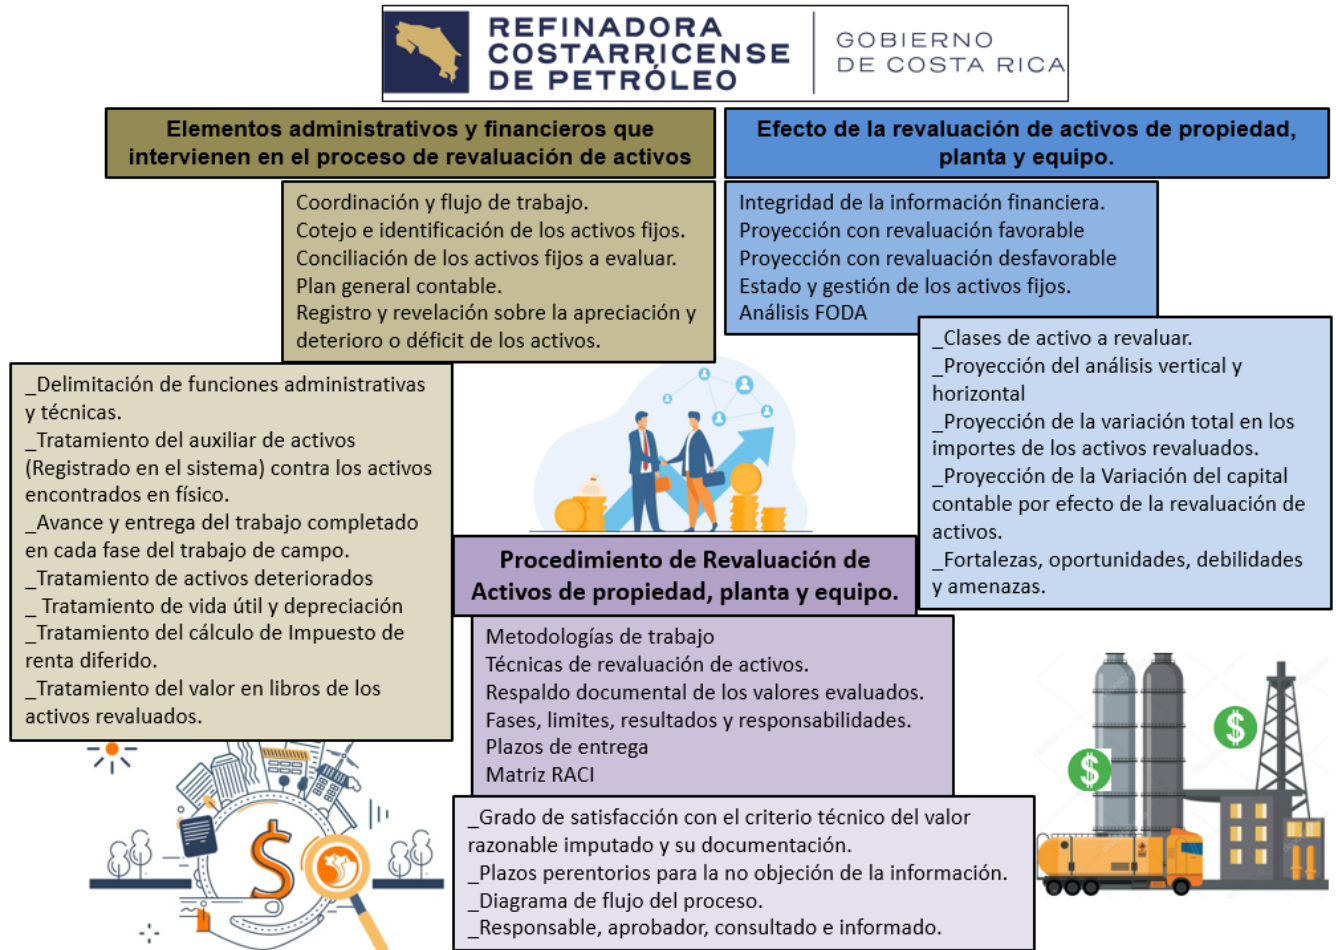 REFINADORA
COSTARRICENSE
DE PETRÓLEO
GOBIERNO
DE COSTA RICA
Elementos administrativos y financieros que
intervienen en el proceso de revaluación de activos
Coordinación y flujo de trabajo.
Cotejo e identificación de los activos fijos.
Conciliación de los activos fijos a evaluar.
Plan general contable.
Registro y revelación sobre la apreciación y
deterioro o déficit de los activos.
_Delimitación de funciones administrativas
y técnicas.
_Tratamiento del auxiliar de activos
(Registrado en el sistema) contra los activos
encontrados en físico.
_Avance y entrega del trabajo completado
en cada fase del trabajo de campo.
_Tratamiento de activos deteriorados
_ Tratamiento de vida útil y depreciación
_Tratamiento del cálculo de Impuesto de
renta diferido.
_Tratamiento del valor en libros de los
activos revaluados.
Efecto de la revaluación de activos de propiedad,
planta y equipo.
Integridad de la información financiera.
Proyección con revaluación favorable
Proyección con revaluación desfavorable
Estado y gestión de los activos fijos.
Análisis FODA
_Clases de activo a revaluar.
_Proyección del análisis vertical y
horizontal
_Proyección de la variación total en los
importes de los activos revaluados.
_Proyección de la Variación del capital
contable por efecto de la revaluación de
activos.
_Fortalezas, oportunidades, debilidades
y amenazas.
Procedimiento de Revaluación de
Activos de propiedad, planta y equipo.
Metodologías de trabajo
Técnicas de revaluación de activos.
Respaldo documental de los valores evaluados.
Fases, limites, resultados y responsabilidades.
Plazos de entrega
Matriz RACI
_Grado de satisfacción con el criterio técnico del valor
razonable imputado y su documentación.
_Plazos perentorios para la no objeción de la información.
_Diagrama de flujo del proceso.
_Responsable, aprobador, consultado e informado.
$
$
$